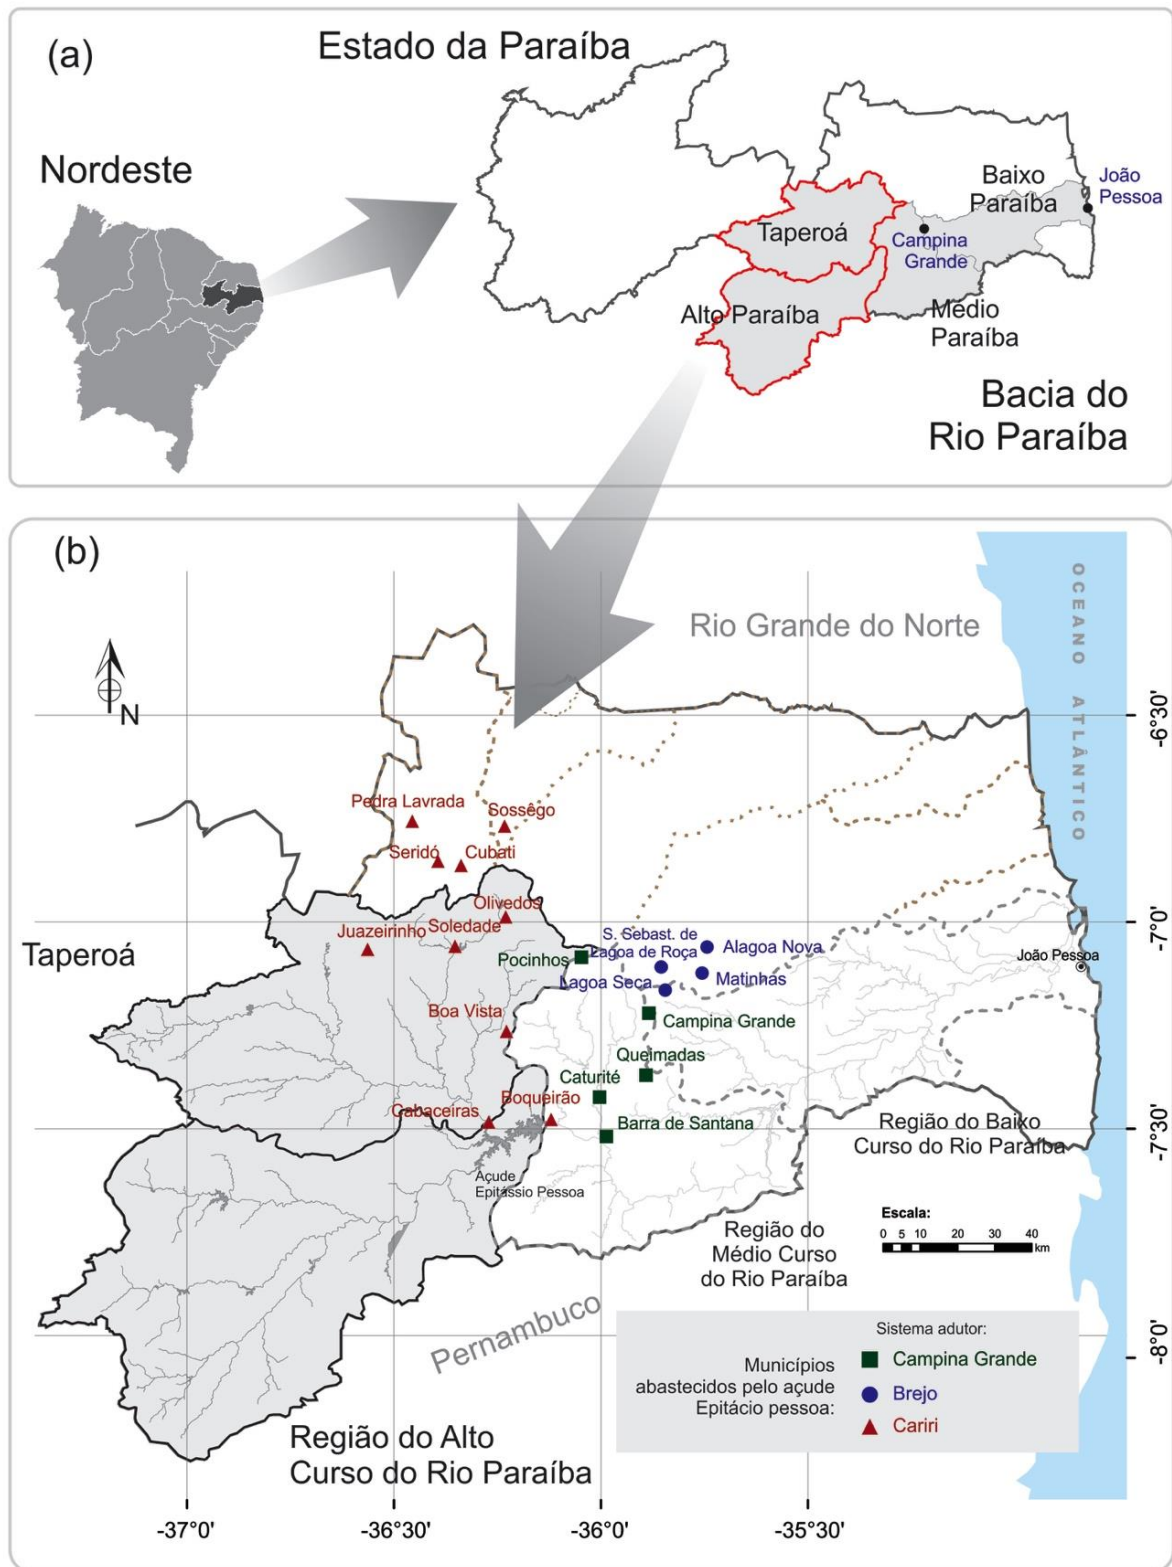 (a)
Estado da Paraíba
Nordeste
Baixo
Paraíba
João
Pessoa
Taperoá
Campina
Grande
Alto Paraíba
Médio
Paraíba
Bacia do
Rio Paraíba
(b)
OCEANO ATLÂNTICO
Rio Grande do Norte
N
-6°30'
Pedra Lavrada
Sossêgo
Seridó
Cubati
Olivedos
-7°0'
Juazeirinho
Soledade
S. Sebast. de
Lagoa de Roça
Alagoa Nova
Taperoá
Pocinhos
João Pessoa
Lagoa Seca
Matinhas
Boa Vista
Campina Grande
Queimadas
Caturité
Cabaceiras
Boqueirão
Barra de Santana
-7°30'
Região do Baixo
Curso do Rio Paraíba
Açude
Epitássio Pessoa
Escala:
0 5 10 20 30 40
km
Região do
Médio Curso
do Rio Paraíba
Pernambuco
-8°0'
Sistema adutor:
Municípios
abastecidos pelo açude
Epitácio pessoa:
Campina Grande
Brejo
Cariri
Região do Alto
Curso do Rio Paraíba
-37°0'
-36°30'
-36°0'
-35°30'